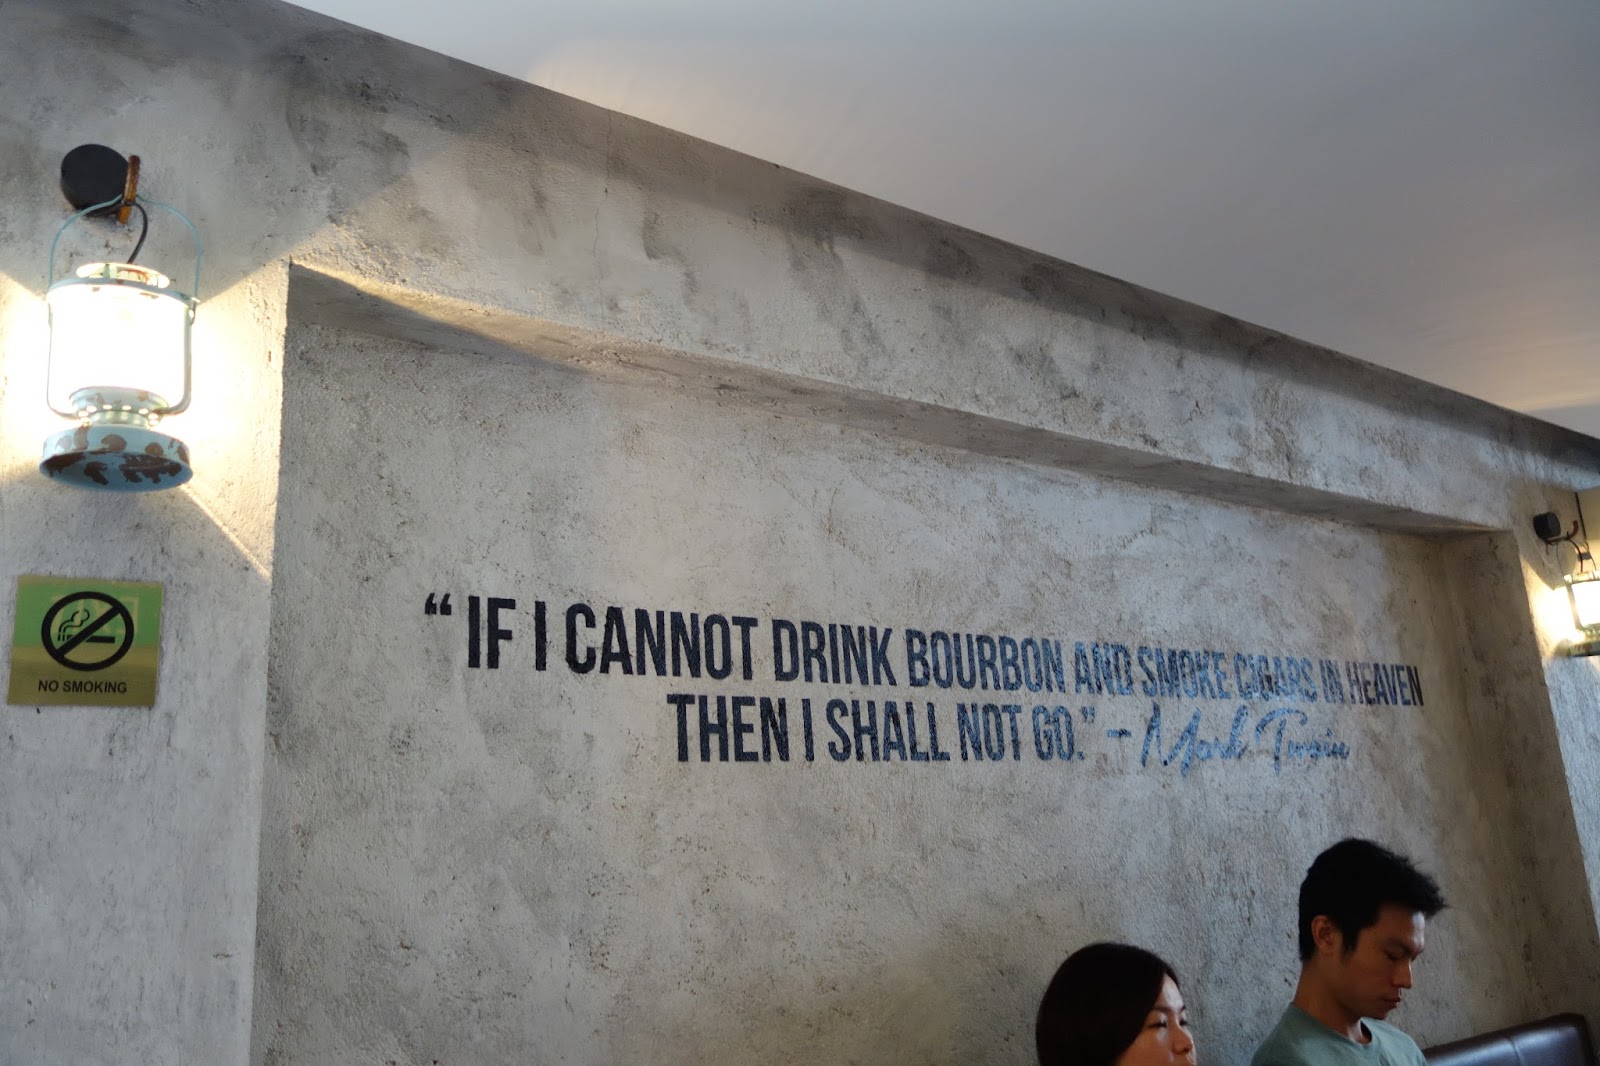 “IF I CANNOT DRINK BOURBON AND SMOKE CIGARS IN HEAVEN
THEN I SHALL NOT GO.” – Mark Twain
NO SMOKING